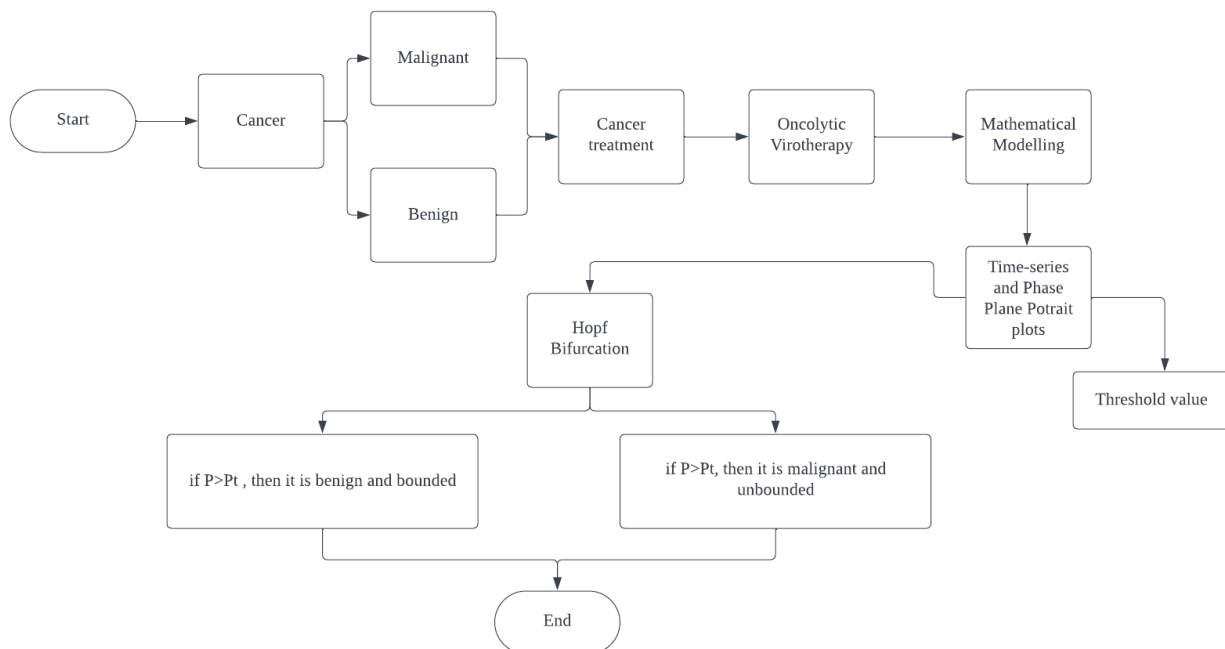 Start
Cancer
Malignant
Benign
Cancer
treatment
Oncolytic
Virotherapy
Mathematical
Modelling
Time-series
and Phase
Plane Potrait
plots
Threshold value
Hopf
Bifurcation
if P>Pt , then it is benign and bounded
if P>Pt, then it is malignant and
unbounded
End